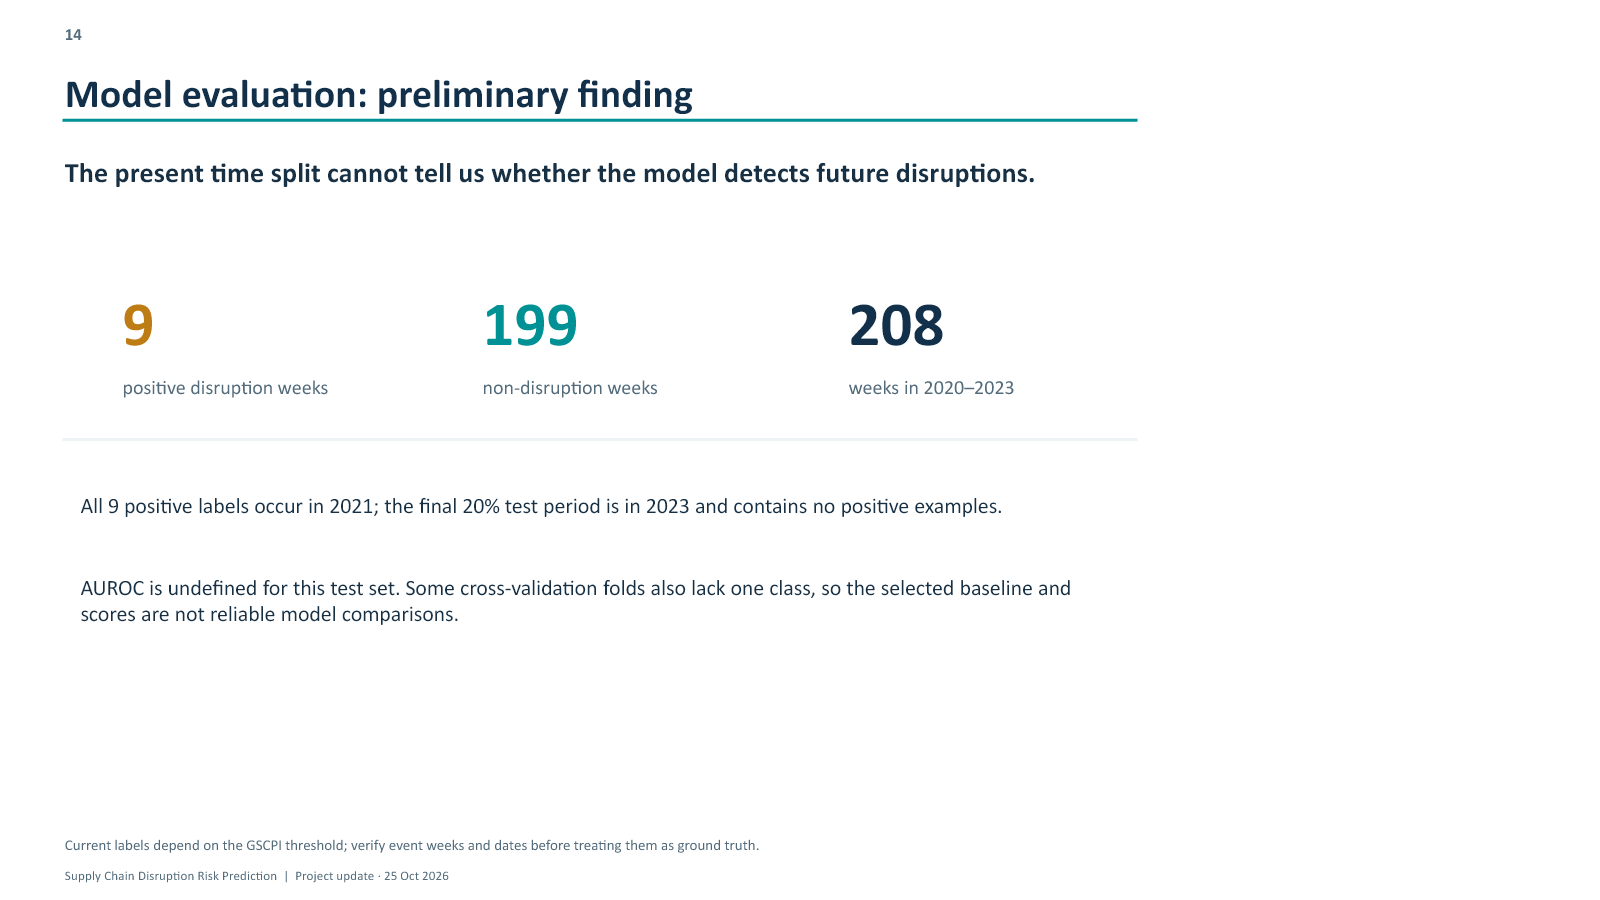 14
Model evaluation: preliminary finding
The present time split cannot tell us whether the model detects future disruptions.
9
positive disruption weeks
199
non-disruption weeks
208
weeks in 2020–2023
All 9 positive labels occur in 2021; the final 20% test period is in 2023 and contains no positive examples.
AUROC is undefined for this test set. Some cross-validation folds also lack one class, so the selected baseline and
scores are not reliable model comparisons.
Current labels depend on the GSCPI threshold; verify event weeks and dates before treating them as ground truth.
Supply Chain Disruption Risk Prediction | Project update · 25 Oct 2026